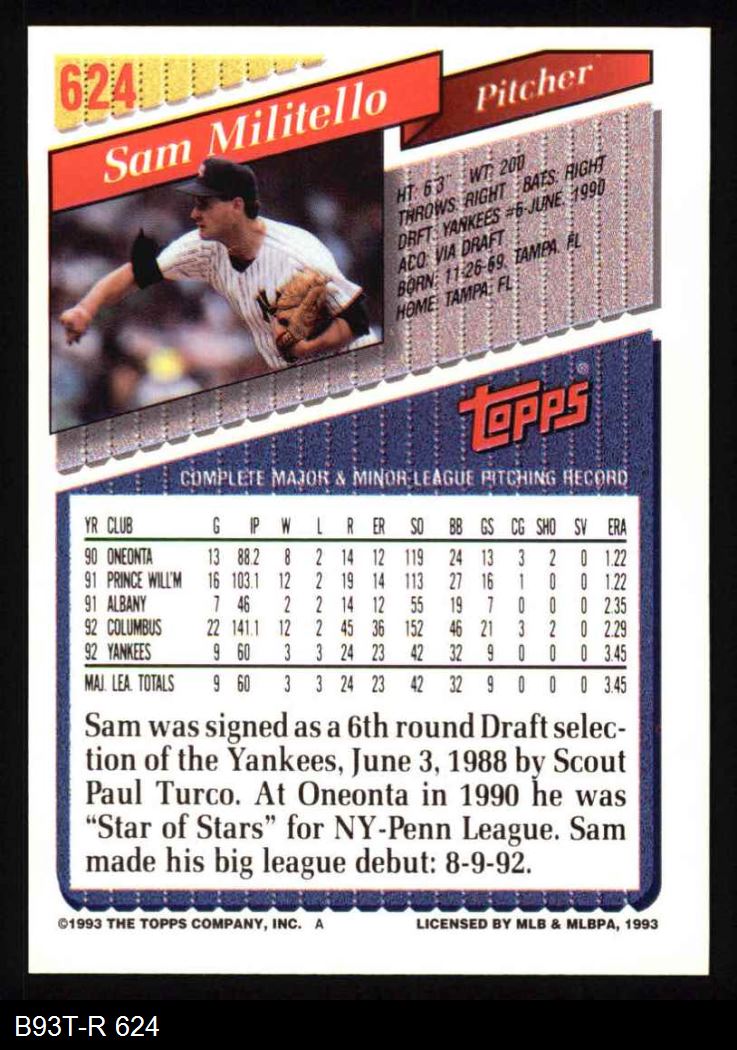 624
Sam Militello
Pitcher
HT: 6'3" WT: 200
THROWS: RIGHT BATS: RIGHT
DRFT: YANKEES #6-JUNE, 1990
ACQ: VIA DRAFT
BORN: 11-26-69, TAMPA, FL
HOME: TAMPA, FL
TOPPS®
COMPLETE MAJOR & MINOR LEAGUE PITCHING RECORD
YR CLUB G IP W L R ER SO BB GS CG SHO SV ERA
90 ONEONTA 13 88.2 8 2 14 12 119 24 13 3 2 0 1.22
91 PRINCE WILL'M 16 103.1 12 2 19 14 113 27 16 1 0 0 1.22
91 ALBANY 7 46 2 2 14 12 55 19 7 0 0 0 2.35
92 COLUMBUS 22 141.1 12 2 45 36 152 46 21 3 2 0 2.29
92 YANKEES 9 60 3 3 24 23 42 32 9 0 0 0 3.45
MAJ. LEA. TOTALS 9 60 3 3 24 23 42 32 9 0 0 0 3.45
Sam was signed as a 6th round Draft selec-
tion of the Yankees, June 3, 1988 by Scout
Paul Turco. At Oneonta in 1990 he was
“Star of Stars” for NY-Penn League. Sam
made his big league debut: 8-9-92.
©1993 THE TOPPS COMPANY, INC. A LICENSED BY MLB & MLBPA, 1993
B93T-R 624